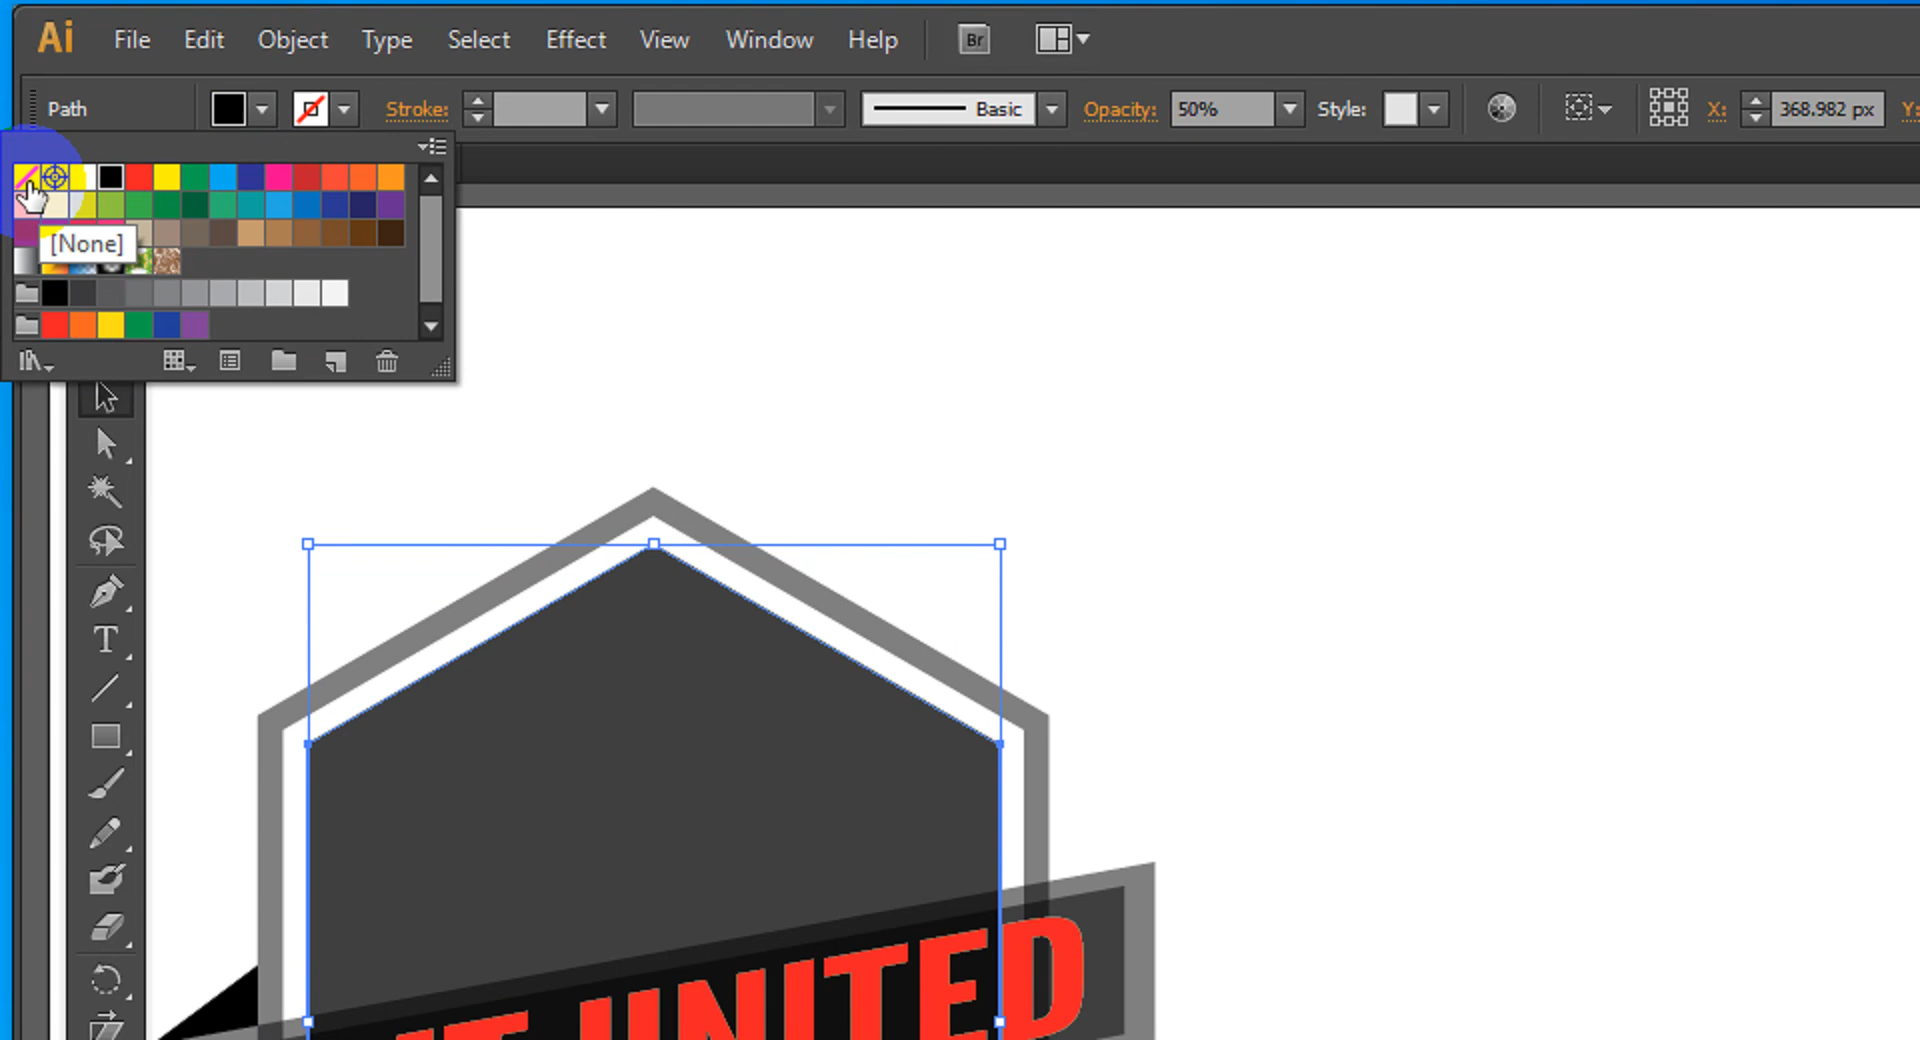 Ai File Edit Object Type Select Effect View Window Help Br
Path Stroke: Basic Opacity: 50% Style: X: 368.982 px Y:
[None]
T
UNITED